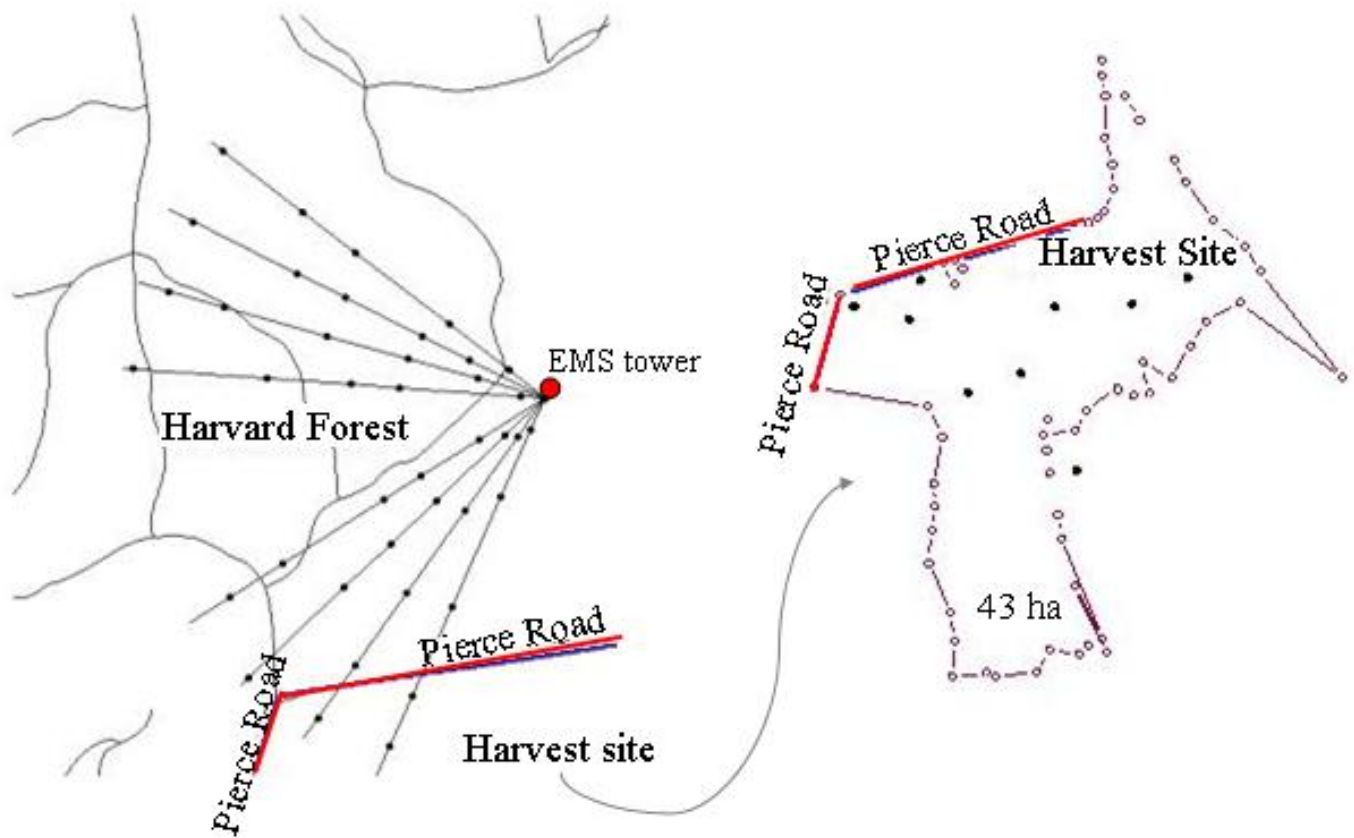 EMS tower
Harvard Forest
Pierce Road
Pierce Road
Harvest site
Pierce Road
Harvest Site
Pierce Road
43 ha